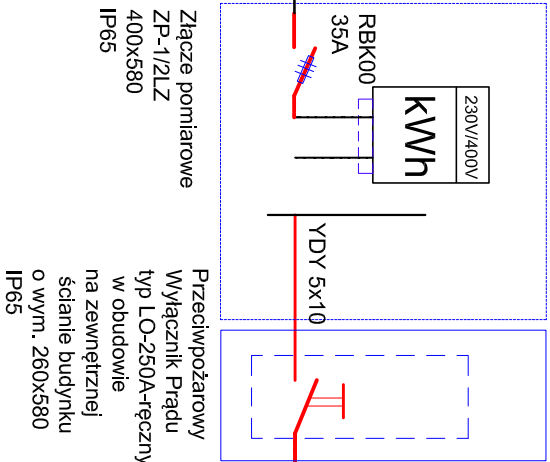 230V/400V
kWh
RBK00
35A
Złącze pomiarowe
ZP-1/2LZ
400x580
IP65
YDY 5x10
Przeciwpożarowy
Wyłącznik Prądu
typ LO-250A-ręczny
w obudowie
na zewnętrznej
ścianie budynku
o wym. 260x580
IP65